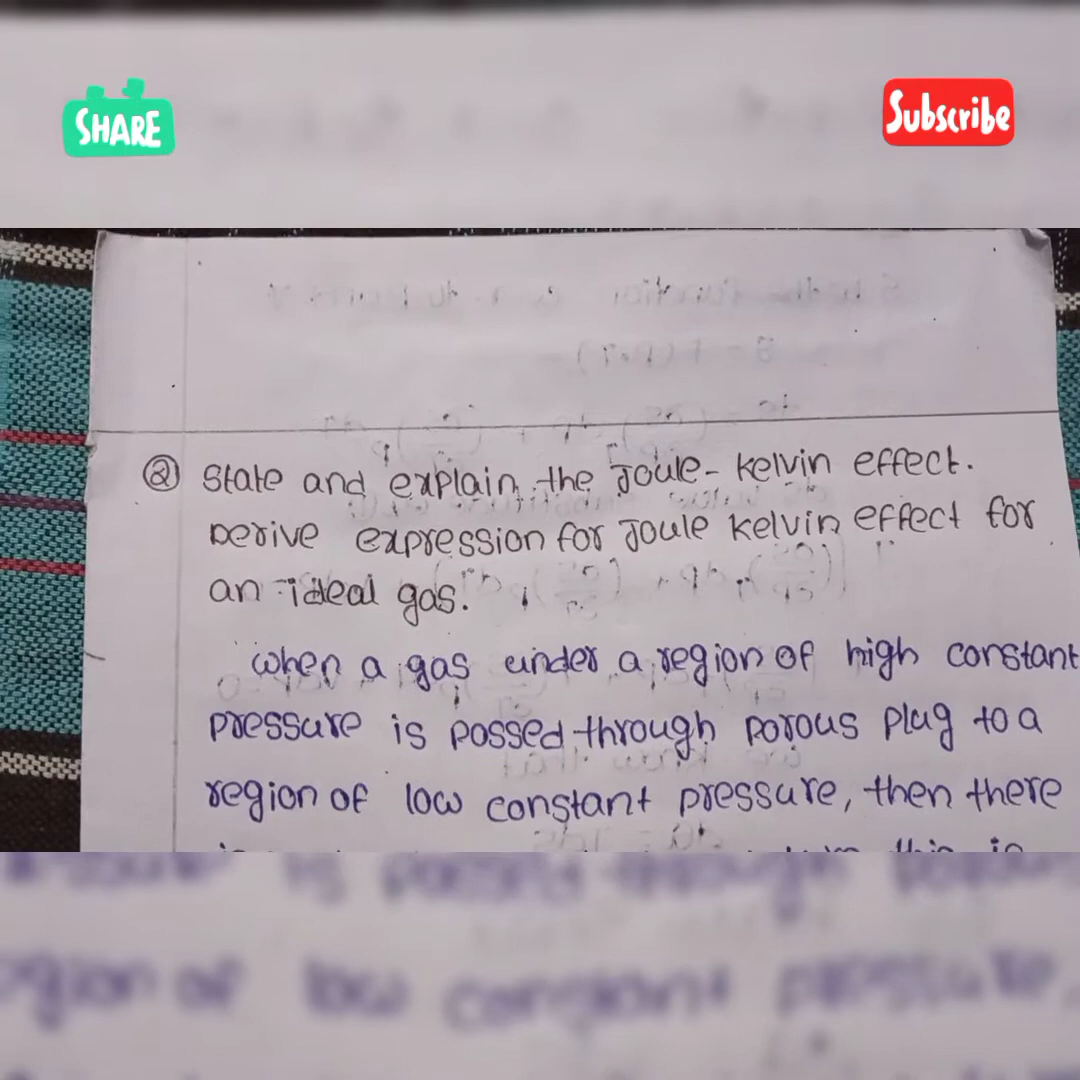 SHARE
Subscribe
② State and explain the Joule-Kelvin effect.
Derive expression for Joule Kelvin effect for
an ideal gas.
when a gas under a region of high constant
pressure is passed through porous plug to a
region of low constant pressure, then there